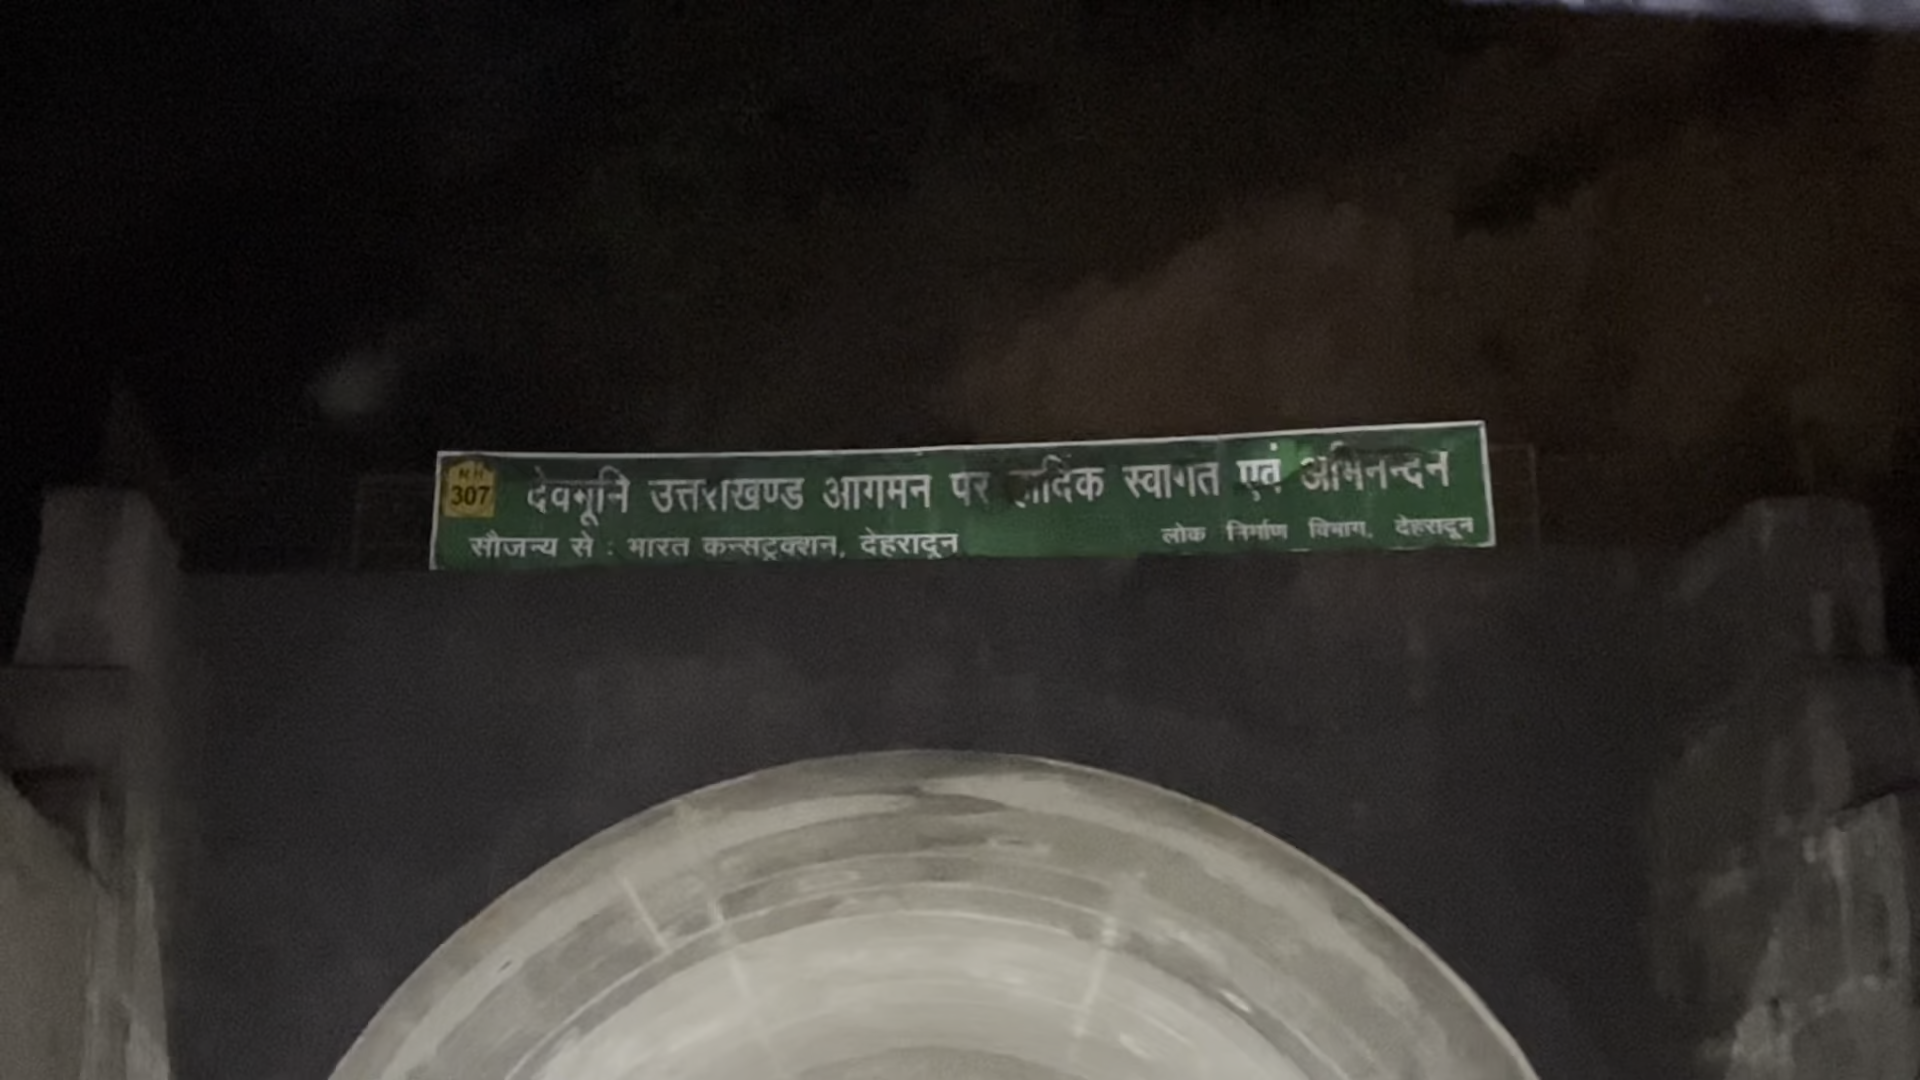 NH
307
देवभूमि उत्तराखण्ड आगमन पर हार्दिक स्वागत एवं अभिनन्दन
सौजन्य से : भारत कन्सट्रक्शन, देहरादून
लोक निर्माण विभाग, देहरादून